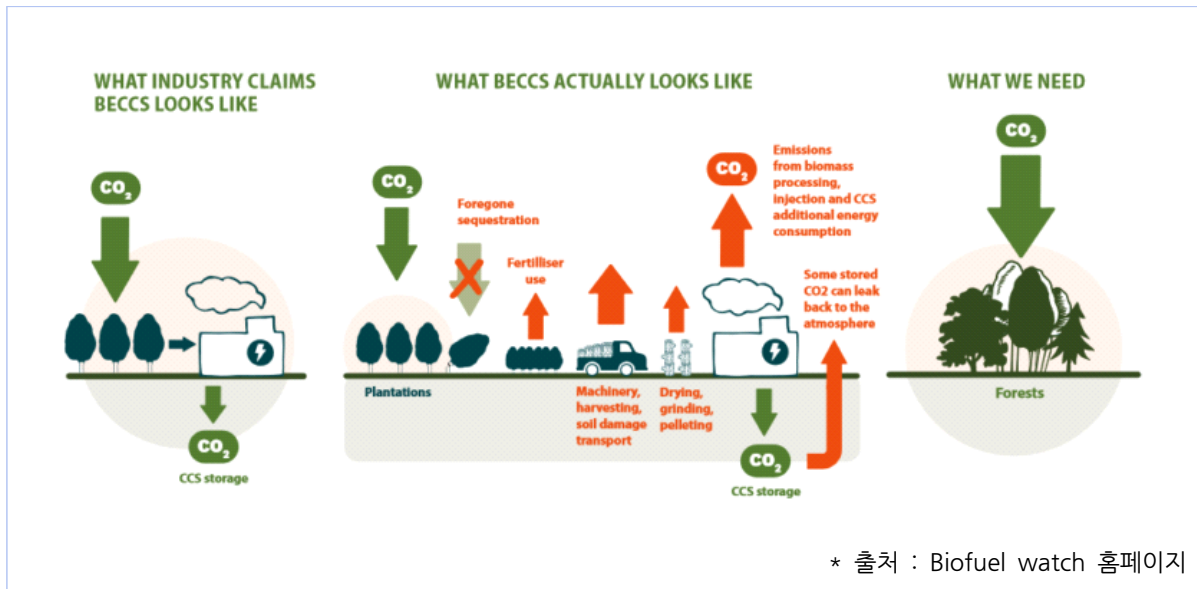 WHAT INDUSTRY CLAIMS
BECCS LOOKS LIKE
CO2
CO2
CCS storage
WHAT BECCS ACTUALLY LOOKS LIKE
CO2
Foregone
sequestration
Fertilliser
use
CO2
Emissions
from biomass
processing,
injection and CCS
additional energy
consumption
Some stored
CO2 can leak
back to the
atmosphere
Plantations
Machinery,
harvesting,
soil damage
transport
Drying,
grinding,
pelleting
CO2
CCS storage
WHAT WE NEED
CO2
Forests
* 출처 : Biofuel watch 홈페이지